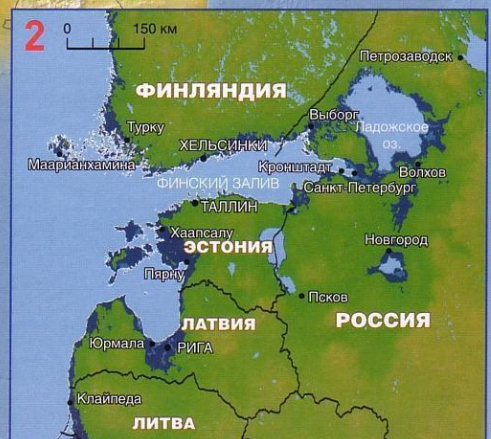 2
0 150 км
Петрозаводск
ФИНЛЯНДИЯ
Выборг
Турку
Ладожское
оз.
ХЕЛЬСИНКИ
Маарианхамина
Кронштадт
Волхов
ФИНСКИЙ ЗАЛИВ
Санкт-Петербург
ТАЛЛИН
Хаапсалу
Новгород
ЭСТОНИЯ
Пярну
Псков
ЛАТВИЯ
РОССИЯ
Юрмала
РИГА
Клайпеда
ЛИТВА